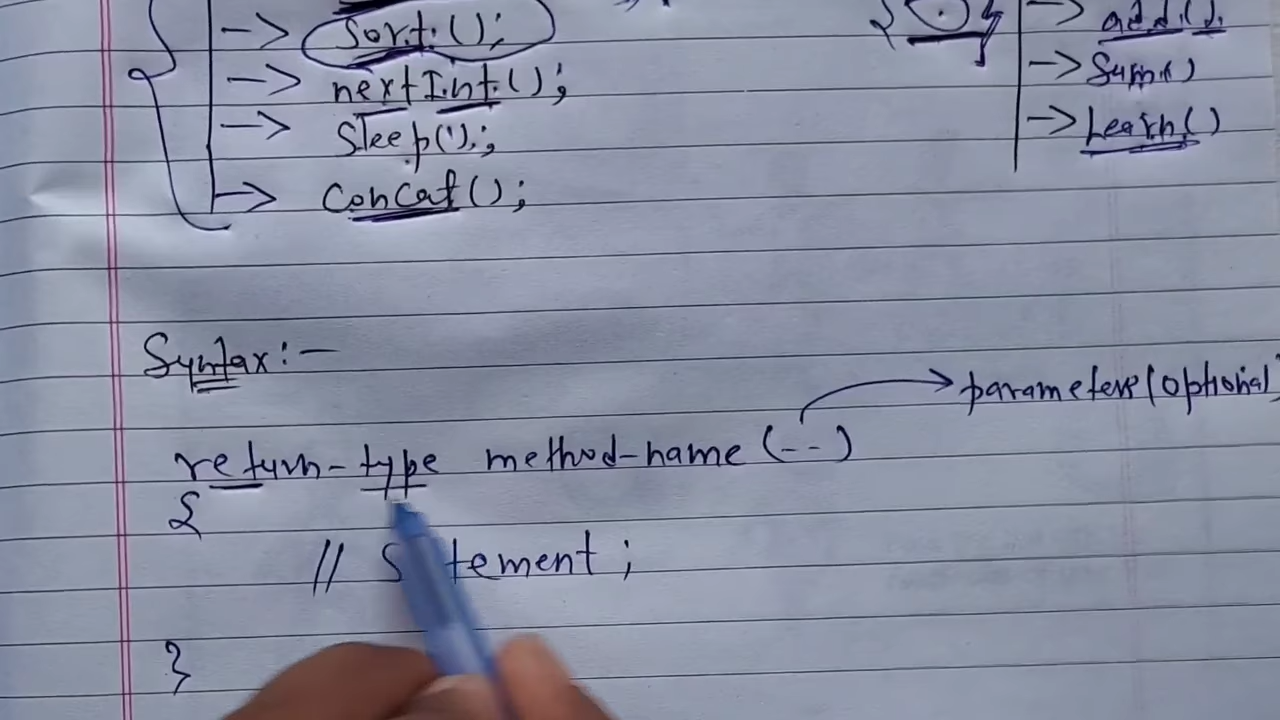 -> Sort.();
-> nextInt.();
-> Sleep();
-> Concat();
-> add()
-> Sum()
-> Learn()
Syntax:-
parameters(optional)
return-type method-name (--)
{
// Statement;
}